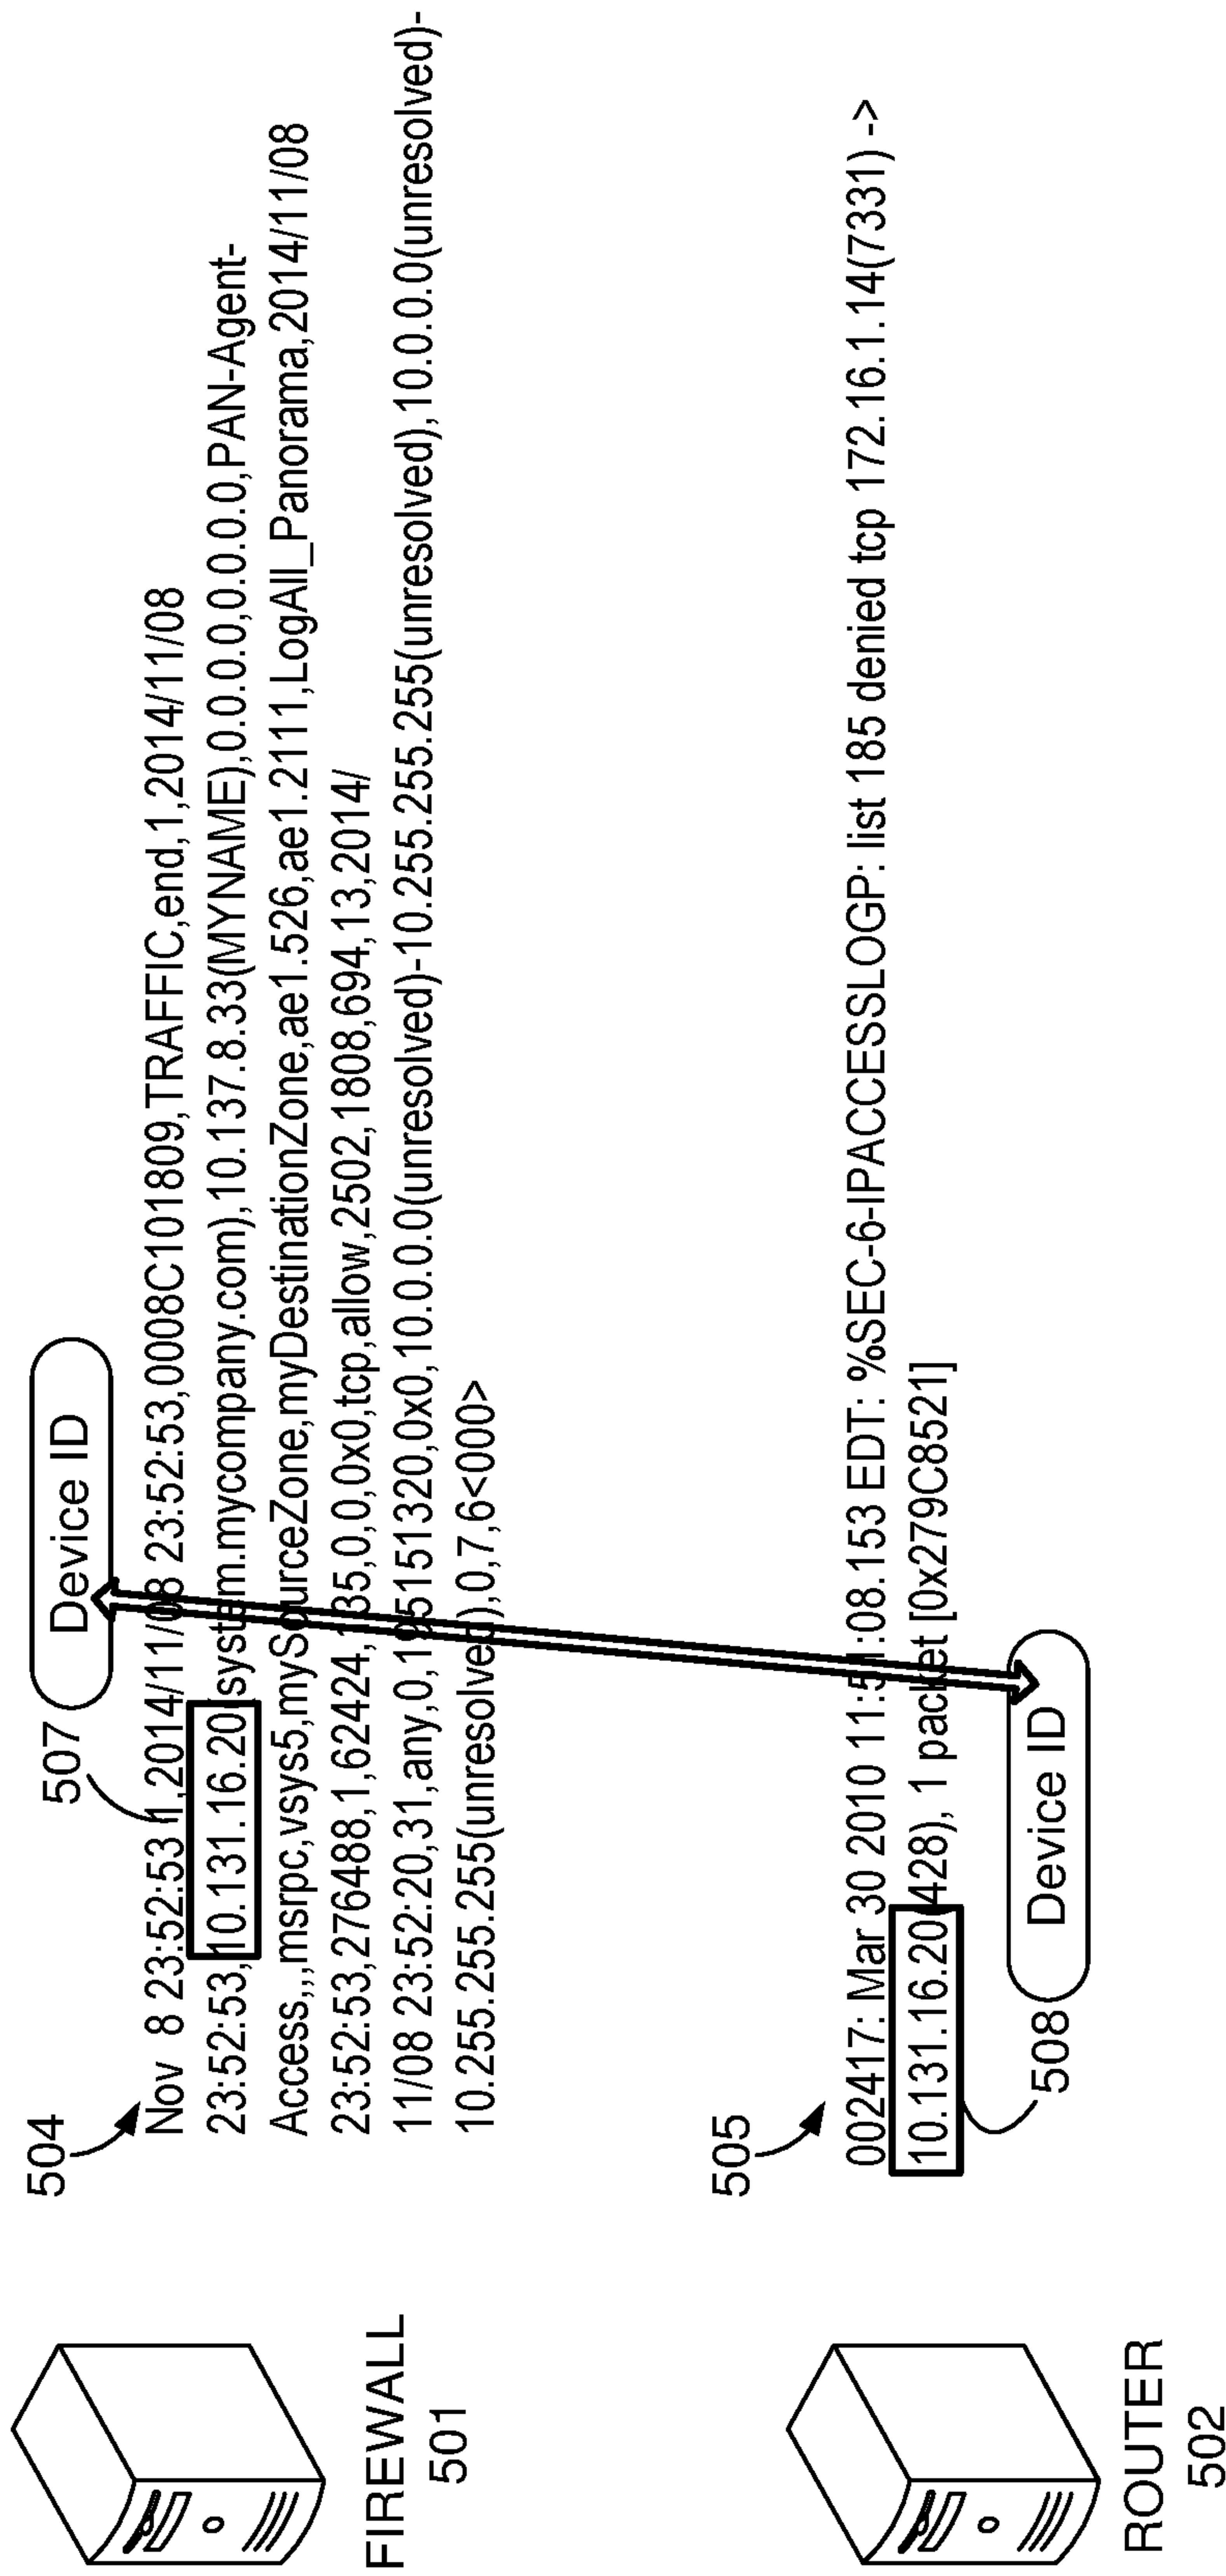 Device ID
507
504
Nov 8 23:52:53 1,2014/11/08 23:52:53,0008C101809,TRAFFIC,end,1,2014/11/08
23:52:53,10.131.16.20(system.mycompany.com),10.137.8.33(MYNAME),0.0.0.0,0.0.0.0,PAN-Agent-
Access,,,msrpc,vsys5,mySourceZone,myDestinationZone,ae1.526,ae1.2111,LogAll_Panorama,2014/11/08
23:52:53,276488,1,62424,135,0,0,0x0,tcp,allow,2502,1808,694,13,2014/
11/08 23:52:20,31,any,0,195151320,0x0,10.0.0.0(unresolved)-10.255.255.255(unresolved),10.0.0.0(unresolved)-
10.255.255.255(unresolved),0,7,6<000>
FIREWALL
501
505
002417: Mar 30 2010 11:51:08.153 EDT: %SEC-6-IPACCESSLOGP: list 185 denied tcp 172.16.1.14(7331) ->
10.131.16.20(428), 1 packet [0x279C8521]
Device ID
508
ROUTER
502